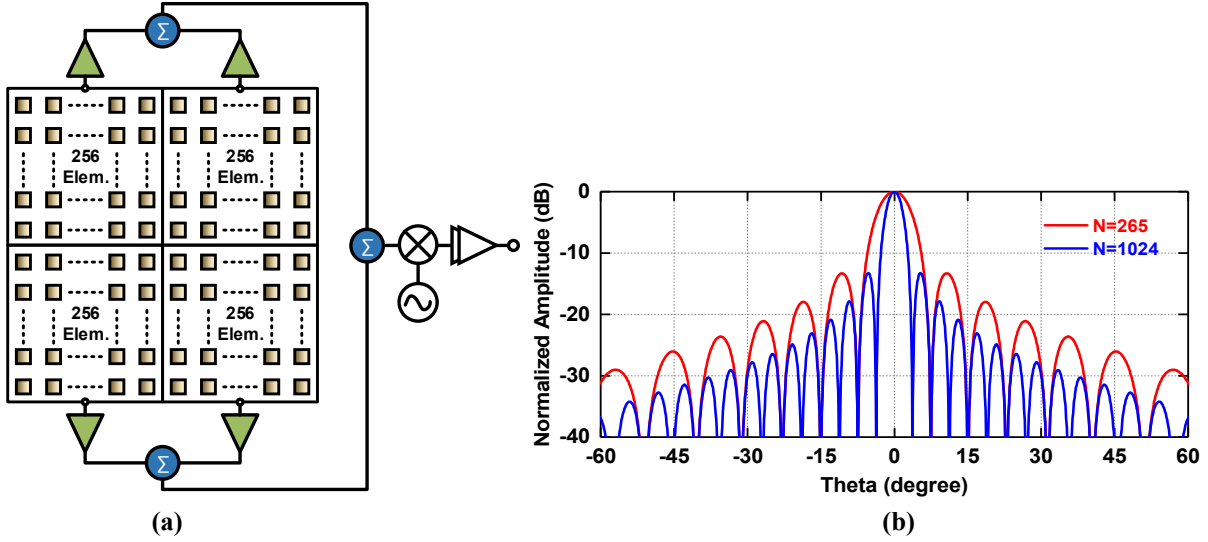 Σ
256
Elem.
256
Elem.
Σ
256
Elem.
256
Elem.
Σ
(a)
Normalized Amplitude (dB)
0
-10
-20
-30
-40
N=265
N=1024
-60 -45 -30 -15 0 15 30 45 60
Theta (degree)
(b)